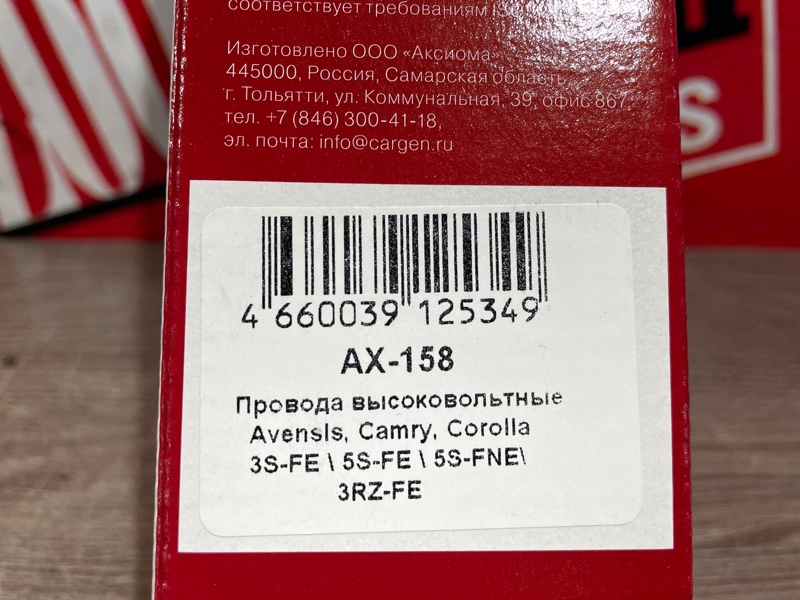 соответствует требованиям
Изготовлено ООО «Аксиома»
445000, Россия, Самарская область,
г. Тольятти, ул. Коммунальная, 39, офис 867,
тел. +7 (846) 300-41-18,
эл. почта: info@cargen.ru
4 660039 125349
AX-158
Провода высоковольтные
AvensIs, Camry, Corolla
3S-FE \ 5S-FE \ 5S-FNE\
3RZ-FE